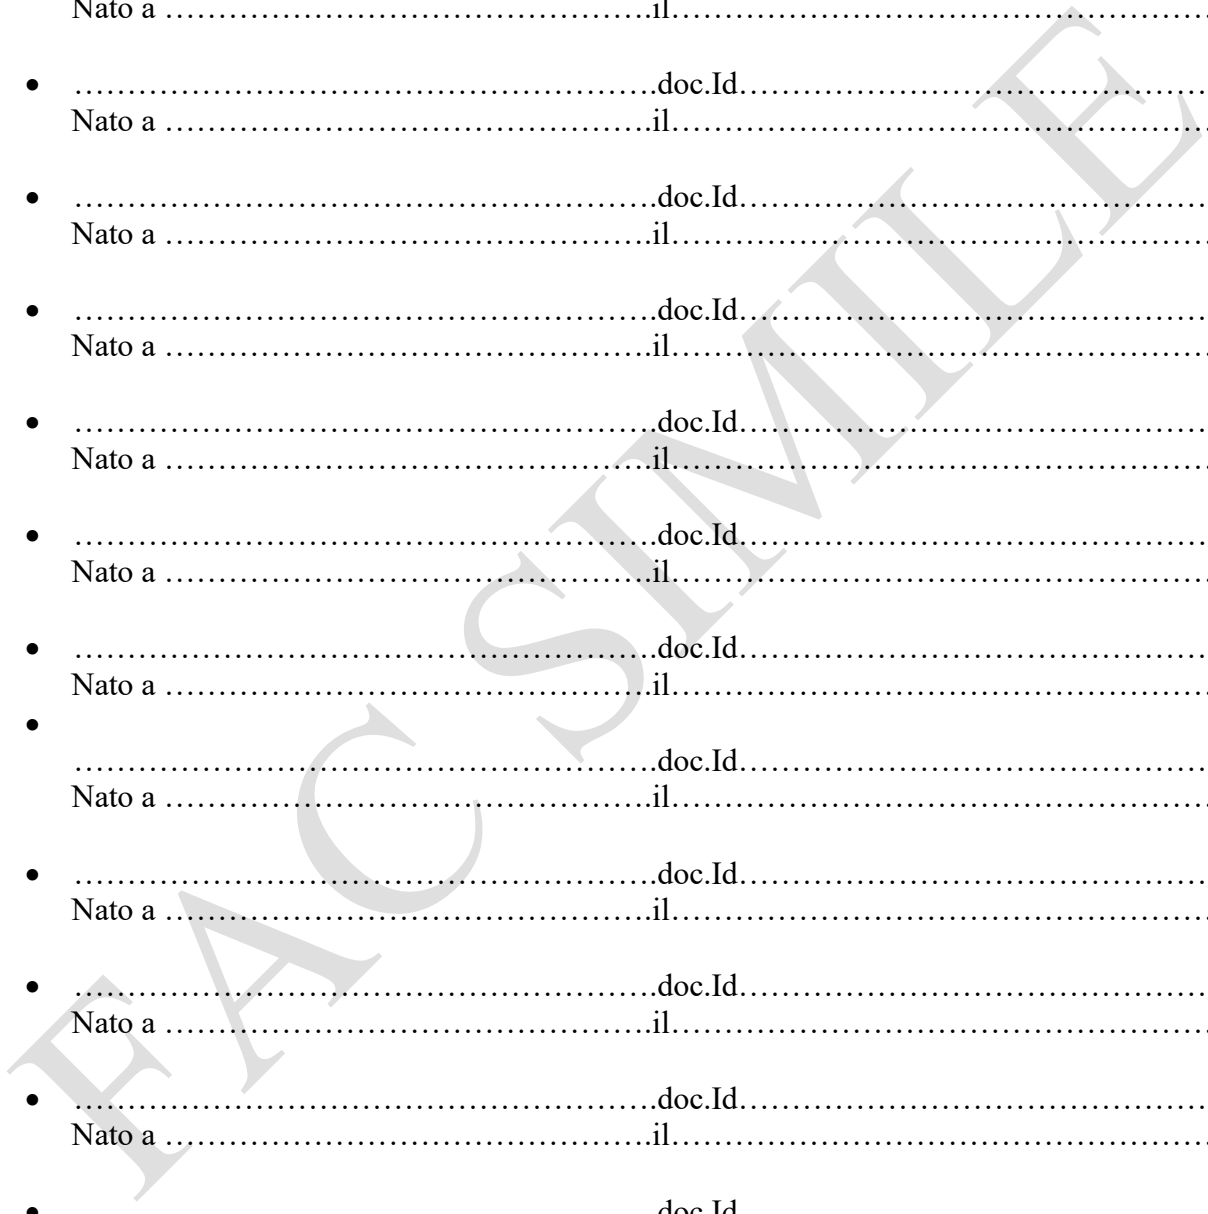 Nato a ……………………………………………….il……………………………………………………
• ………………………………………………………..doc.Id……………………………………………
Nato a ……………………………………………….il……………………………………………………
• ………………………………………………………..doc.Id……………………………………………
Nato a ……………………………………………….il……………………………………………………
• ………………………………………………………..doc.Id……………………………………………
Nato a ……………………………………………….il……………………………………………………
• ………………………………………………………..doc.Id……………………………………………
Nato a ……………………………………………….il……………………………………………………
• ………………………………………………………..doc.Id……………………………………………
Nato a ……………………………………………….il……………………………………………………
• ………………………………………………………..doc.Id……………………………………………
Nato a ……………………………………………….il……………………………………………………
•
………………………………………………………..doc.Id……………………………………………
Nato a ……………………………………………….il……………………………………………………
• ………………………………………………………..doc.Id……………………………………………
Nato a ……………………………………………….il……………………………………………………
• ………………………………………………………..doc.Id……………………………………………
Nato a ……………………………………………….il……………………………………………………
• ………………………………………………………..doc.Id……………………………………………
Nato a ……………………………………………….il……………………………………………………
• ………………………………………………………..doc.Id……………………………………………
FAC SIMILE